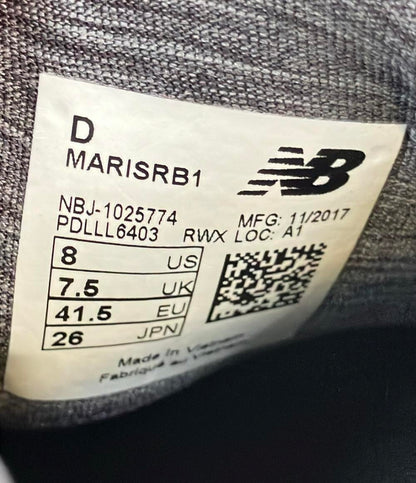 D
MARISRB1
NB
NBJ-1025774 MFG: 11/2017
PDLLL6403 RWX LOC: A1
8 US
7.5 UK
41.5 EU
26 JPN
Made in Vietnam
Fabriqué au Vietnam